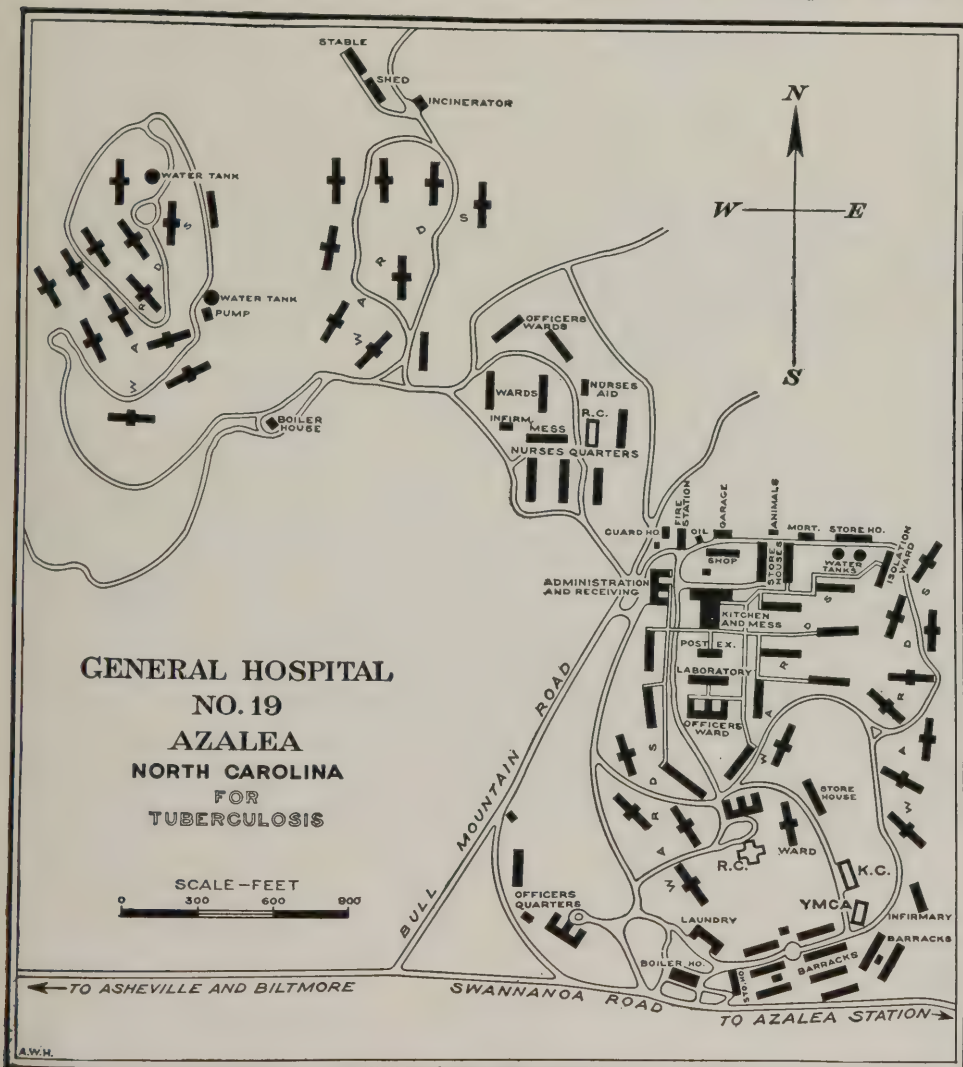 STABLE
SHED
INCINERATOR
N
W
E
S
WATER TANK
WARDS
WATER TANK
PUMP
WARDS
OFFICERS
WARDS
WARDS
NURSES
AID
INFIRM.
MESS
R.C.
NURSES QUARTERS
BOILER
HOUSE
GUARD HO.
FIRE
STATION
OIL
GARAGE
ANIMALS
MORT.
STORE HO.
SHOP
STORE
HOUSES
WATER
TANKS
ISOLATION
WARD
ADMINISTRATION
AND RECEIVING
KITCHEN
AND MESS
POST EX.
LABORATORY
OFFICERS
WARD
WARDS
WARDS
WARDS
GENERAL HOSPITAL
NO. 19
AZALEA
NORTH CAROLINA
FOR
TUBERCULOSIS
SCALE-FEET
0 300 600 900
BULL MOUNTAIN ROAD
STORE
HOUSE
R.C.
WARD
K.C.
YMCA
OFFICERS
QUARTERS
LAUNDRY
INFIRMARY
BARRACKS
BOILER HO.
BARRACKS
TO ASHEVILLE AND BILTMORE
SWANNANOA ROAD
TO AZALEA STATION
A.W.H.